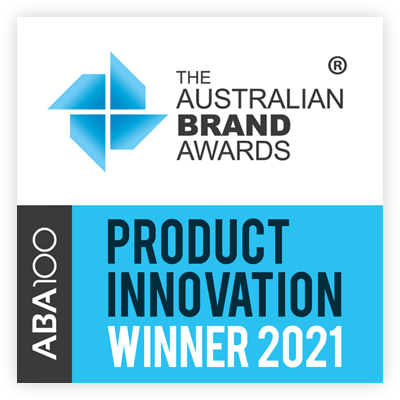 ®
THE
AUSTRALIAN
BRAND
AWARDS
ABA100
PRODUCT
INNOVATION
WINNER 2021